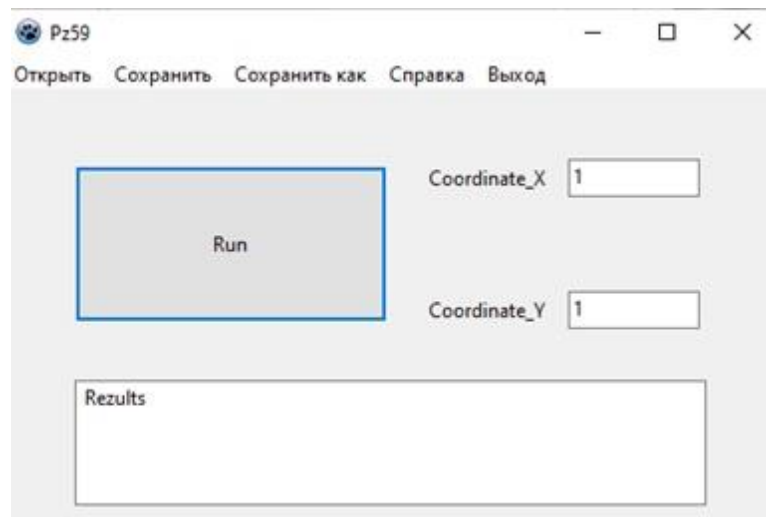 Pz59
Открыть Сохранить Сохранить как Справка Выход
Coordinate_X 1
Run
Coordinate_Y 1
Rezults